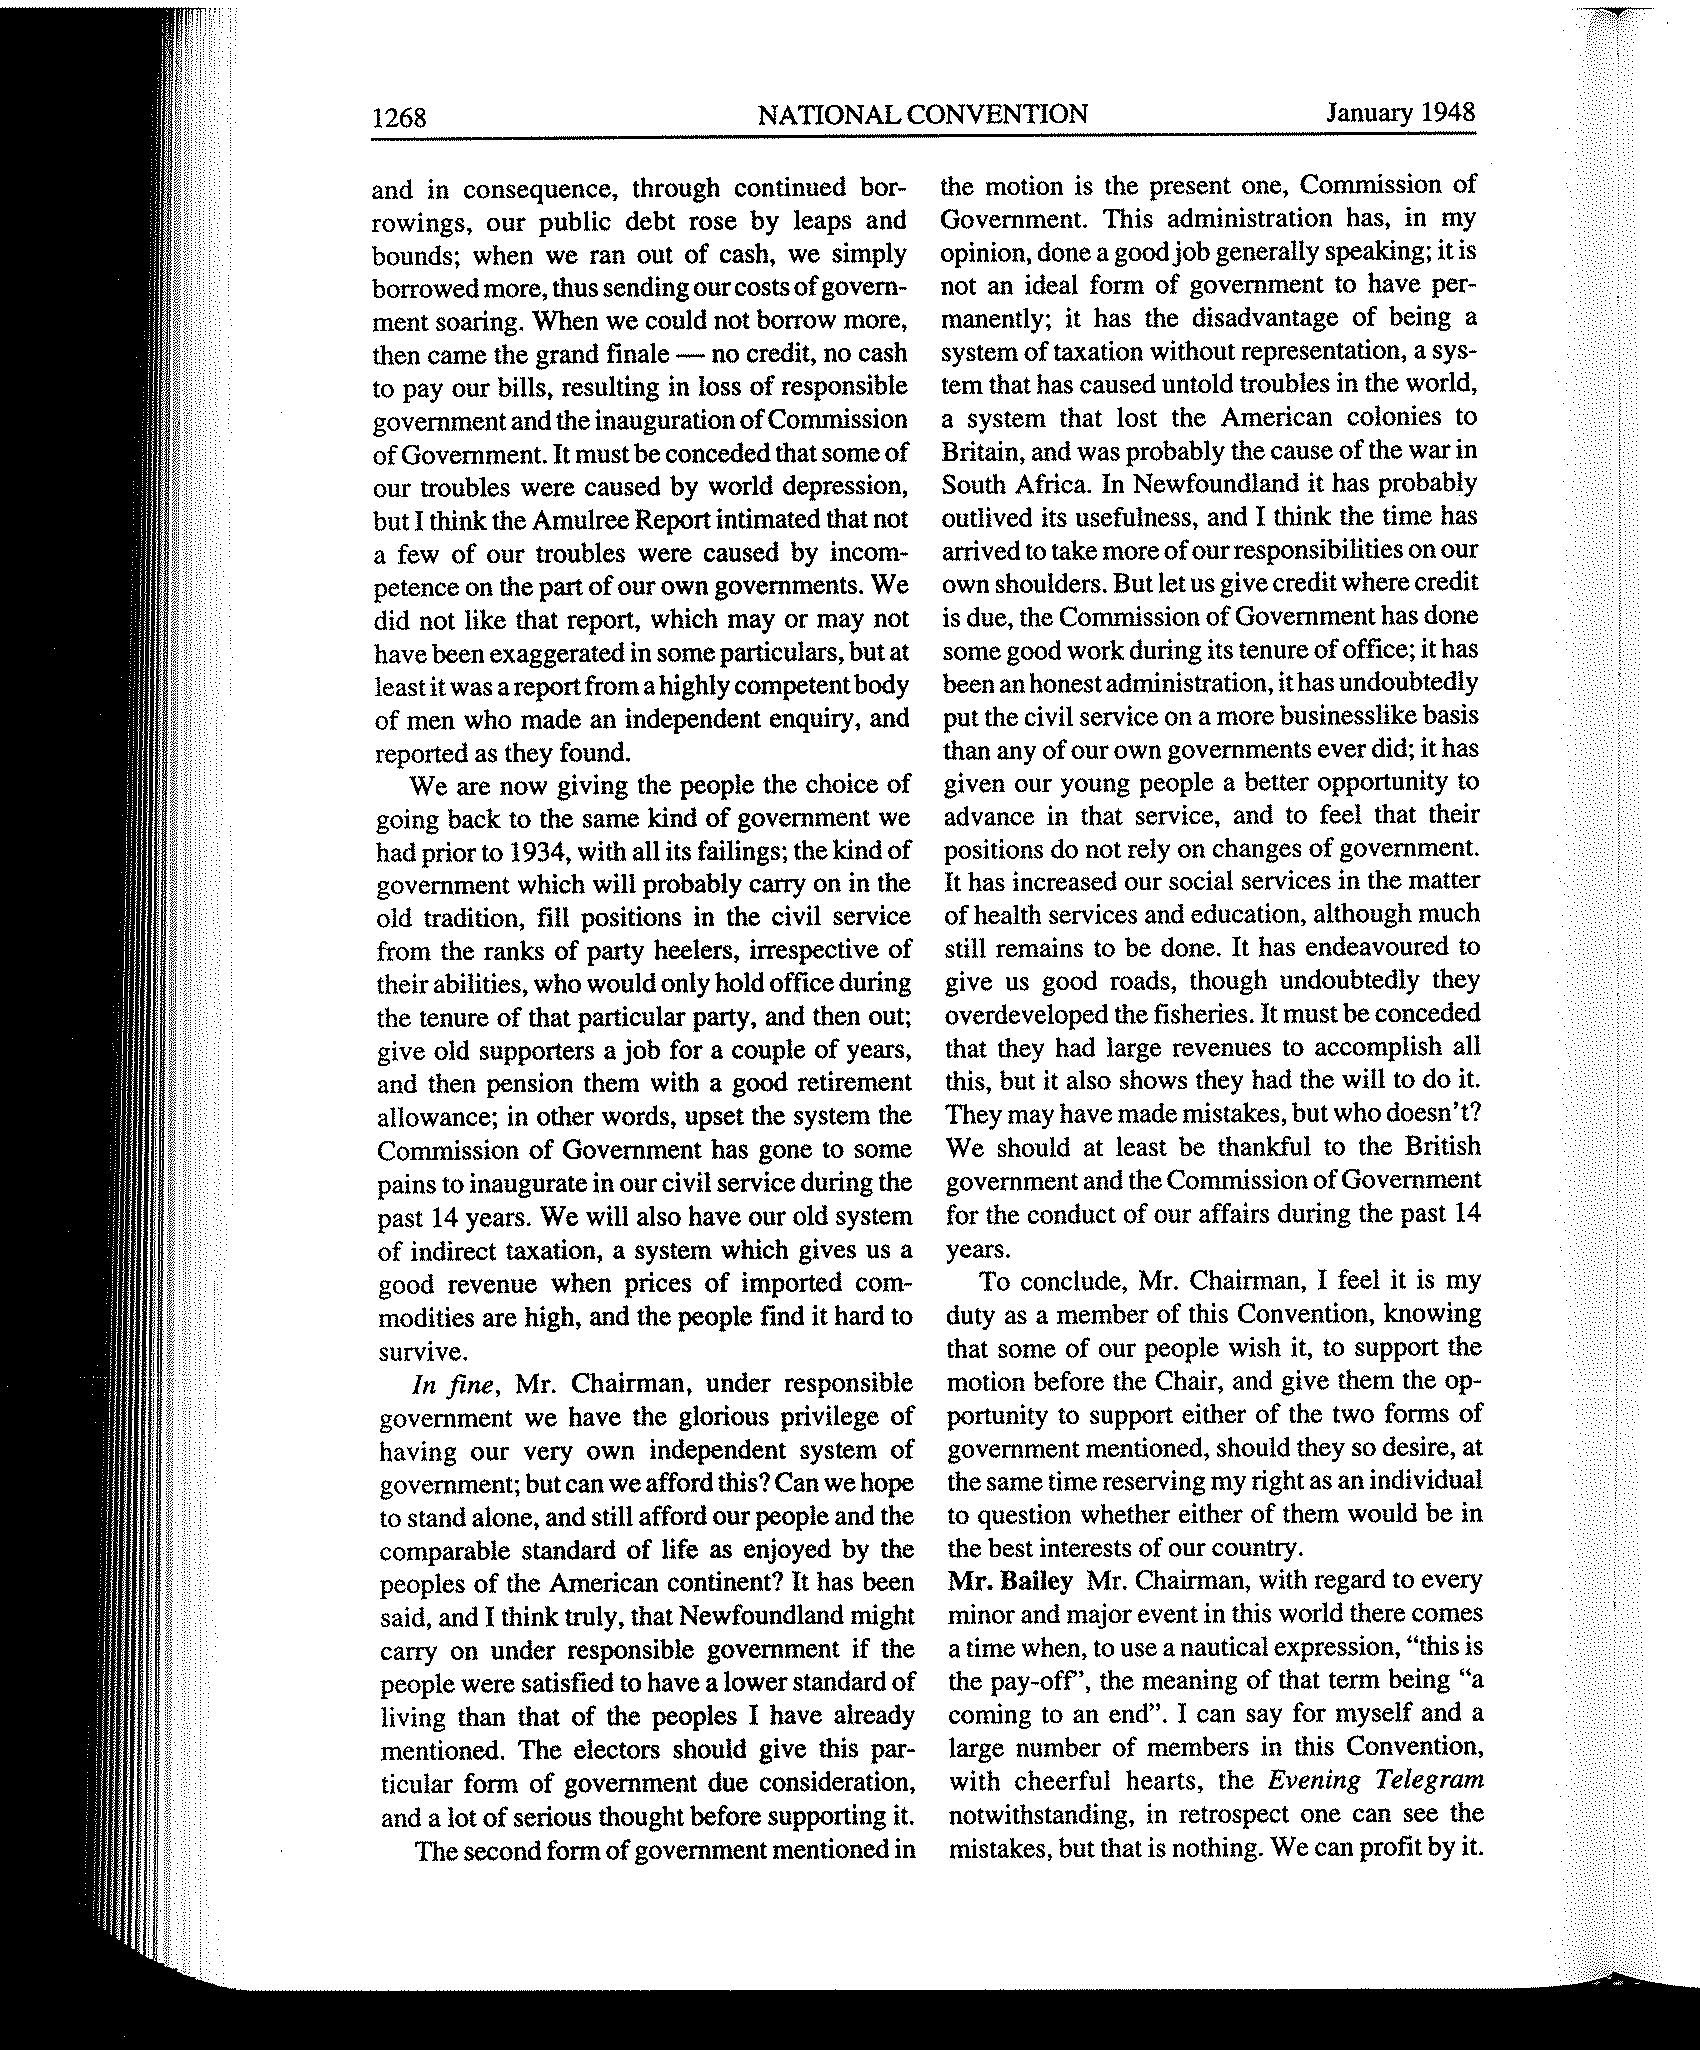 1268 NATIONAL CONVENTION January 1948
and in consequence, through continued bor-
rowings, our public debt rose by leaps and
bounds; when we ran out of cash, we simply
borrowed more, thus sending our costs of govern-
ment soaring. When we could not borrow more,
then came the grand finale — no credit, no cash
to pay our bills, resulting in loss of responsible
government and the inauguration of Commission
of Government. It must be conceded that some of
our troubles were caused by world depression,
but I think the Amulree Report intimated that not
a few of our troubles were caused by incom-
petence on the part of our own governments. We
did not like that report, which may or may not
have been exaggerated in some particulars, but at
least it was a report from a highly competent body
of men who made an independent enquiry, and
reported as they found.
We are now giving the people the choice of
going back to the same kind of government we
had prior to 1934, with all its failings; the kind of
government which will probably carry on in the
old tradition, fill positions in the civil service
from the ranks of party heelers, irrespective of
their abilities, who would only hold office during
the tenure of that particular party, and then out;
give old supporters a job for a couple of years,
and then pension them with a good retirement
allowance; in other words, upset the system the
Commission of Government has gone to some
pains to inaugurate in our civil service during the
past 14 years. We will also have our old system
of indirect taxation, a system which gives us a
good revenue when prices of imported com-
modities are high, and the people find it hard to
survive.
In fine, Mr. Chairman, under responsible
government we have the glorious privilege of
having our very own independent system of
government; but can we afford this? Can we hope
to stand alone, and still afford our people and the
comparable standard of life as enjoyed by the
peoples of the American continent? It has been
said, and I think truly, that Newfoundland might
carry on under responsible government if the
people were satisfied to have a lower standard of
living than that of the peoples I have already
mentioned. The electors should give this par-
ticular form of government due consideration,
and a lot of serious thought before supporting it.
The second form of government mentioned in
the motion is the present one, Commission of
Government. This administration has, in my
opinion, done a good job generally speaking; it is
not an ideal form of government to have per-
manently; it has the disadvantage of being a
system of taxation without representation, a sys-
tem that has caused untold troubles in the world,
a system that lost the American colonies to
Britain, and was probably the cause of the war in
South Africa. In Newfoundland it has probably
outlived its usefulness, and I think the time has
arrived to take more of our responsibilities on our
own shoulders. But let us give credit where credit
is due, the Commission of Government has done
some good work during its tenure of office; it has
been an honest administration, it has undoubtedly
put the civil service on a more businesslike basis
than any of our own governments ever did; it has
given our young people a better opportunity to
advance in that service, and to feel that their
positions do not rely on changes of government.
It has increased our social services in the matter
of health services and education, although much
still remains to be done. It has endeavoured to
give us good roads, though undoubtedly they
overdeveloped the fisheries. It must be conceded
that they had large revenues to accomplish all
this, but it also shows they had the will to do it.
They may have made mistakes, but who doesn't?
We should at least be thankful to the British
government and the Commission of Government
for the conduct of our affairs during the past 14
years.
To conclude, Mr. Chairman, I feel it is my
duty as a member of this Convention, knowing
that some of our people wish it, to support the
motion before the Chair, and give them the op-
portunity to support either of the two forms of
government mentioned, should they so desire, at
the same time reserving my right as an individual
to question whether either of them would be in
the best interests of our country.
Mr. Bailey Mr. Chairman, with regard to every
minor and major event in this world there comes
a time when, to use a nautical expression, "this is
the pay-off", the meaning of that term being "a
coming to an end". I can say for myself and a
large number of members in this Convention,
with cheerful hearts, the Evening Telegram
notwithstanding, in retrospect one can see the
mistakes, but that is nothing. We can profit by it.